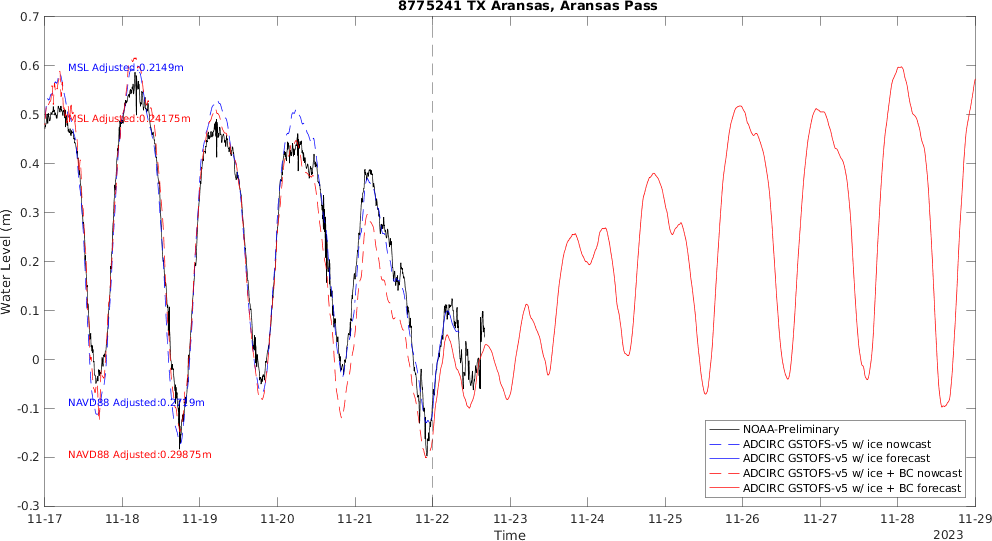 8775241 TX Aransas, Aransas Pass
0.7
0.6
0.5
0.4
0.3
0.2
0.1
0
-0.1
-0.2
-0.3
Water Level (m)
MSL Adjusted:0.2149m
MSL Adjusted:0.24175m
NAVD88 Adjusted:0.2719m
NAVD88 Adjusted:0.29875m
NOAA-Preliminary
ADCIRC GSTOFS-v5 w/ ice nowcast
ADCIRC GSTOFS-v5 w/ ice forecast
ADCIRC GSTOFS-v5 w/ ice + BC nowcast
ADCIRC GSTOFS-v5 w/ ice + BC forecast
11-17 11-18 11-19 11-20 11-21 11-22 11-23 11-24 11-25 11-26 11-27 11-28 11-29
Time
2023